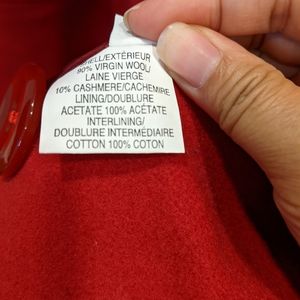 SHELL/EXTÉRIEUR
90% VIRGIN WOOL/
LAINE VIERGE
10% CASHMERE/CACHEMIRE
LINING/DOUBLURE
ACETATE 100% ACÉTATE
INTERLINING/
DOUBLURE INTERMÉDIAIRE
COTTON 100% COTON